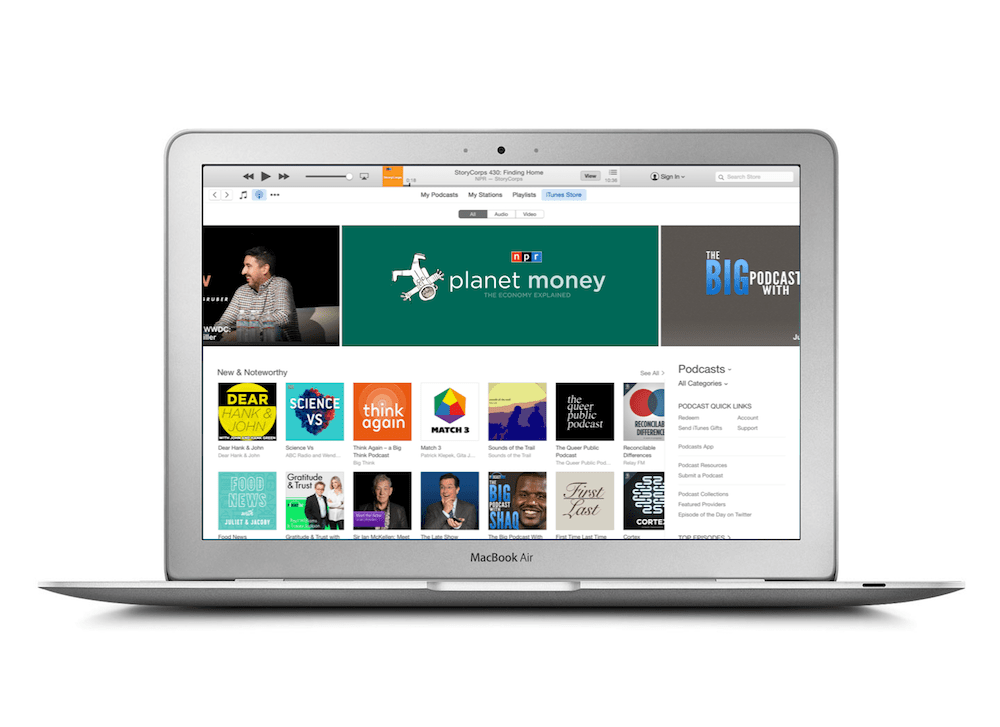 StoryCorps 430: Finding Home
NPR — StoryCorps
View
Sign In
Search Store
My Podcasts
My Stations
Playlists
iTunes Store
All
Audio
Video
GRUBER
WWDC:
iller
npr
planet money
THE ECONOMY EXPLAINED
THE
BIG PODCAST
WITH
New & Noteworthy
See All >
DEAR
HANK &
JOHN
SCIENCE
VS
think
again
MATCH 3
the
queer
public
podcast
RECONCILABLE
DIFFERENCES
Dear Hank & John
Dear Hank & John
Science Vs
ABC Radio and Wend...
Think Again – a Big
Think Podcast
Big Think
Match 3
Patrick Klepek, Gita J...
Sounds of the Trail
Sounds of the Trail
The Queer Public
Podcast
The Queer Public Pod...
Reconcilable
Differences
Relay FM
FOOD
NEWS
with
JULIET & JACOBY
Gratitude
& Trust
THE
BIG
PODCAST
WITH
SHAQ
First
Last
CORTEX
Food News
Gratitude & Trust with
Sir Ian McKellen: Meet
The Late Show
The Big Podcast With
First Time Last Time
Cortex
Podcasts
All Categories
PODCAST QUICK LINKS
Redeem
Account
Send iTunes Gifts
Support
Podcasts App
Podcast Resources
Submit a Podcast
Podcast Collections
Featured Providers
Episode of the Day on Twitter
TOP EPISODES >
MacBook Air